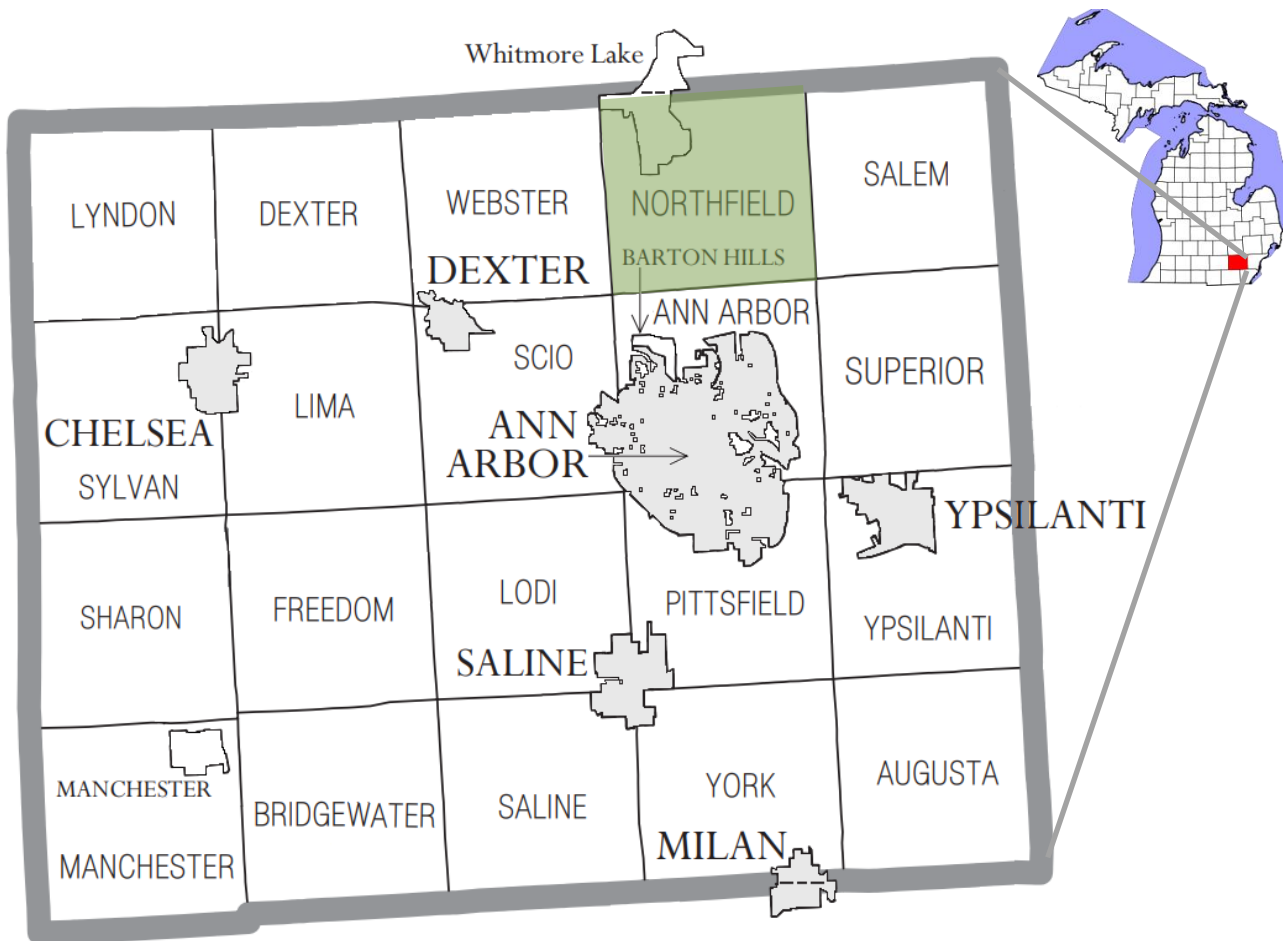 Whitmore Lake
LYNDON
DEXTER
WEBSTER
NORTHFIELD
SALEM
DEXTER
BARTON HILLS
ANN ARBOR
SCIO
SUPERIOR
LIMA
CHELSEA
SYLVAN
ANN
ARBOR
YPSILANTI
SHARON
FREEDOM
LODI
PITTSFIELD
YPSILANTI
SALINE
MANCHESTER
MANCHESTER
BRIDGEWATER
SALINE
YORK
AUGUSTA
MILAN